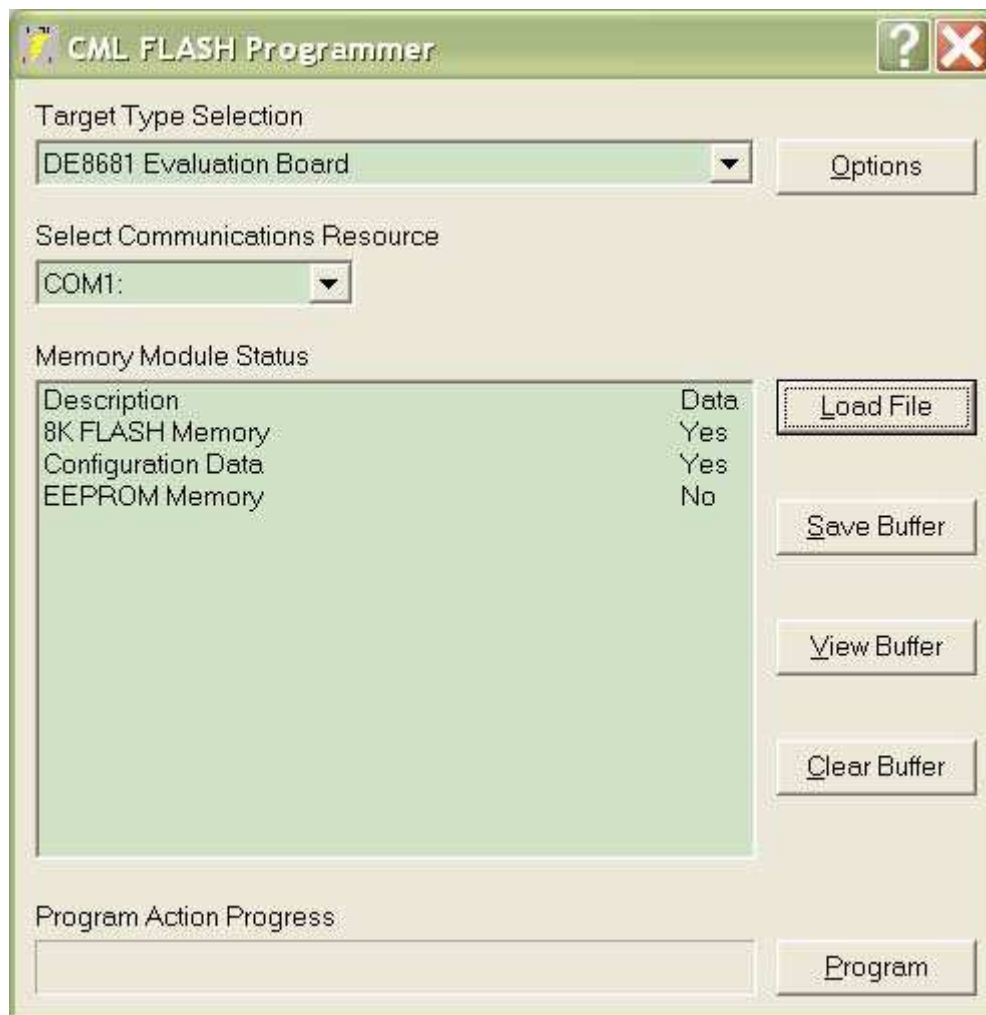 CML FLASH Programmer
Target Type Selection
DE8681 Evaluation Board
Options
Select Communications Resource
COM1:
Memory Module Status
Description Data
8K FLASH Memory Yes
Configuration Data Yes
EEPROM Memory No
Load File
Save Buffer
View Buffer
Clear Buffer
Program Action Progress
Program